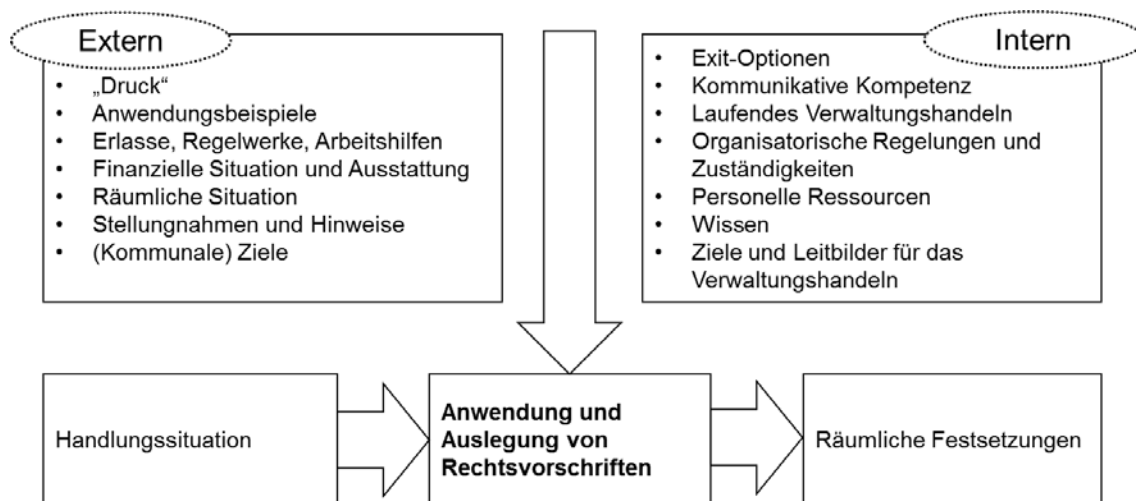 Extern
• „Druck“
• Anwendungsbeispiele
• Erlasse, Regelwerke, Arbeitshilfen
• Finanzielle Situation und Ausstattung
• Räumliche Situation
• Stellungnahmen und Hinweise
• (Kommunale) Ziele
Intern
• Exit-Optionen
• Kommunikative Kompetenz
• Laufendes Verwaltungshandeln
• Organisatorische Regelungen und
Zuständigkeiten
• Personelle Ressourcen
• Wissen
• Ziele und Leitbilder für das
Verwaltungshandeln
Handlungssituation
Anwendung und
Auslegung von
Rechtsvorschriften
Räumliche Festsetzungen